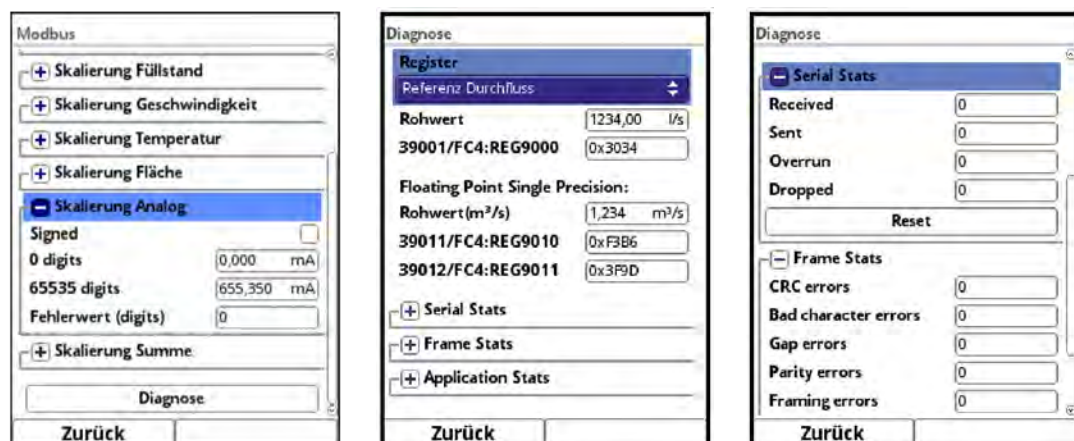 Modbus
Skalierung Füllstand
Skalierung Geschwindigkeit
Skalierung Temperatur
Skalierung Fläche
Skalierung Analog
Signed
0 digits 0,000 mA
65535 digits 655,350 mA
Fehlerwert (digits) 0
Skalierung Summe
Diagnose
Zurück
Diagnose
Register
Referenz Durchfluss
Rohwert 1234,00 l/s
39001/FC4:REG9000 0x3034
Floating Point Single Precision:
Rohwert(m³/s) 1,234 m³/s
39011/FC4:REG9010 0xF3B6
39012/FC4:REG9011 0x3F9D
Serial Stats
Frame Stats
Application Stats
Zurück
Diagnose
Serial Stats
Received 0
Sent 0
Overrun 0
Dropped 0
Reset
Frame Stats
CRC errors 0
Bad character errors 0
Gap errors 0
Parity errors 0
Framing errors 0
Zurück